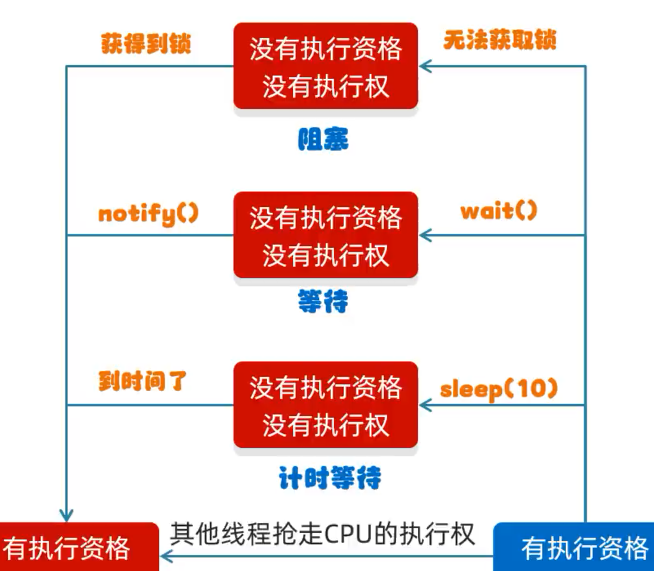 获得到锁
没有执行资格
没有执行权
无法获取锁
阻塞
notify()
没有执行资格
没有执行权
wait()
等待
到时间了
没有执行资格
没有执行权
sleep(10)
计时等待
有执行资格
其他线程抢走CPU的执行权
有执行资格